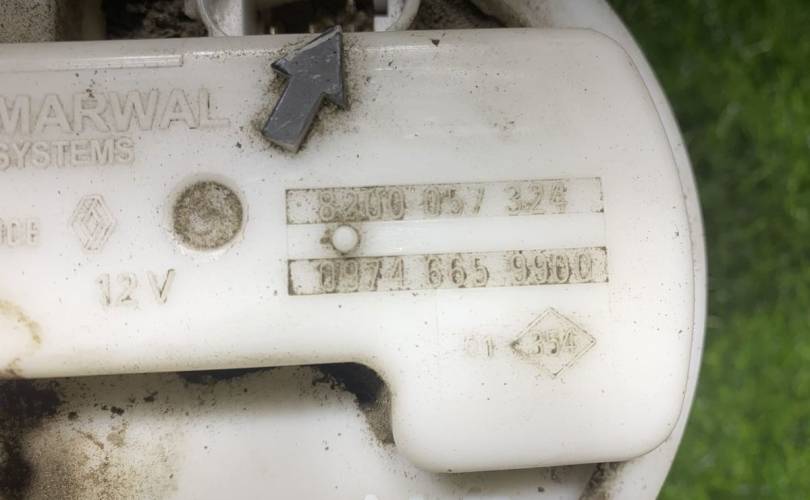 MARWAL
SYSTEMS
8200 057 324
12 V
0974 665 9900
354